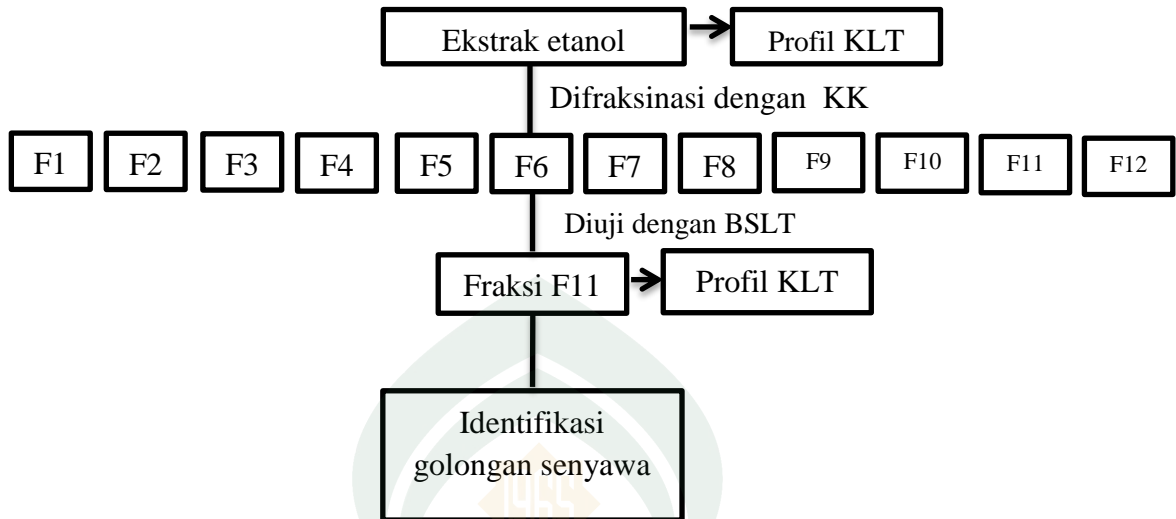 Ekstrak etanol
Profil KLT
Difraksinasi dengan KK
F1 F2 F3 F4 F5 F6 F7 F8 F9 F10 F11 F12
Diuji dengan BSLT
Fraksi F11
Profil KLT
Identifikasi
golongan senyawa
1965